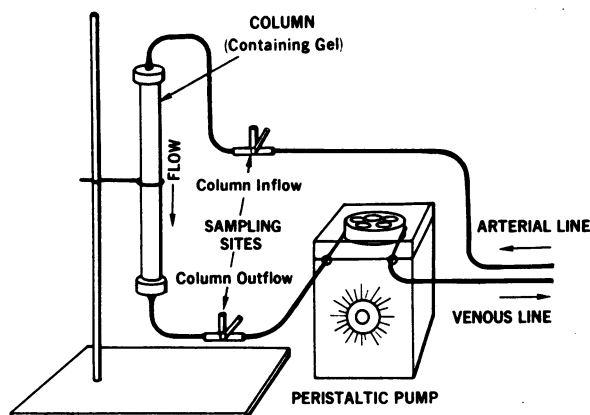 COLUMN
(Containing Gel)
FLOW
Column Inflow
SAMPLING
SITES
Column Outflow
ARTERIAL LINE
VENOUS LINE
PERISTALTIC PUMP